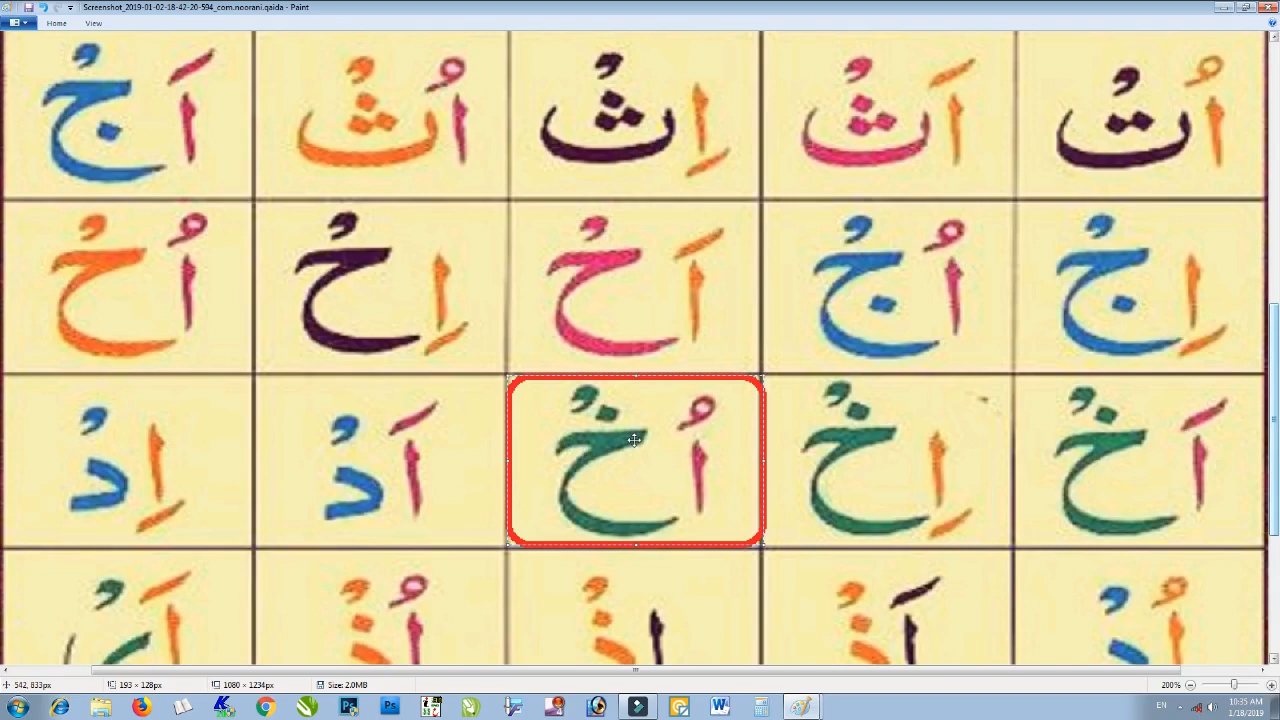 Screenshot_2019-01-02-18-42-20-594_com.noorani.qaida - Paint
Home View
اُتْ اَثْ اِثْ اُثْ اَجْ
اِجْ اُجْ اَحْ اِحْ اُحْ
اَخْ اِخْ اُخْ اَدْ اِدْ
اُدْ اَذْ اذْ اُذْ اَرْ
542, 833px 193 × 128px 1080 × 1234px Size: 2.0MB 200%
EN 10:35 AM
1/18/2019